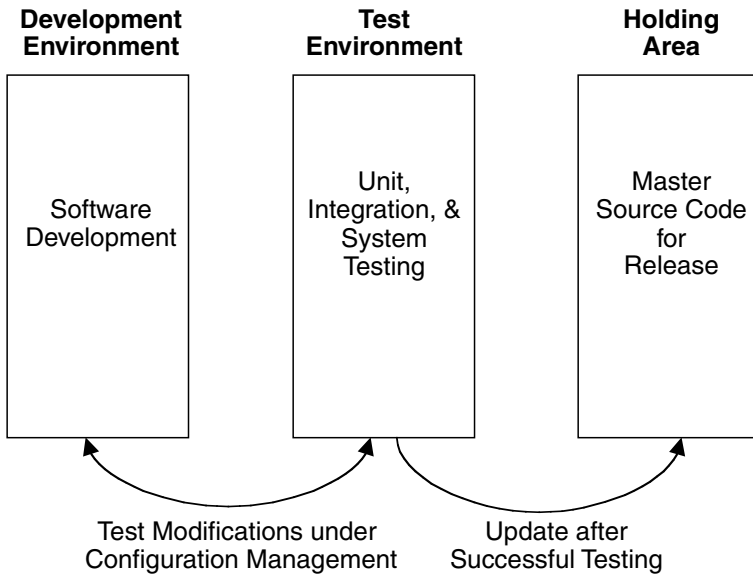 Development
Environment
Test
Environment
Holding
Area
Software
Development
Unit,
Integration, &
System
Testing
Master
Source Code
for
Release
Test Modifications under
Configuration Management
Update after
Successful Testing